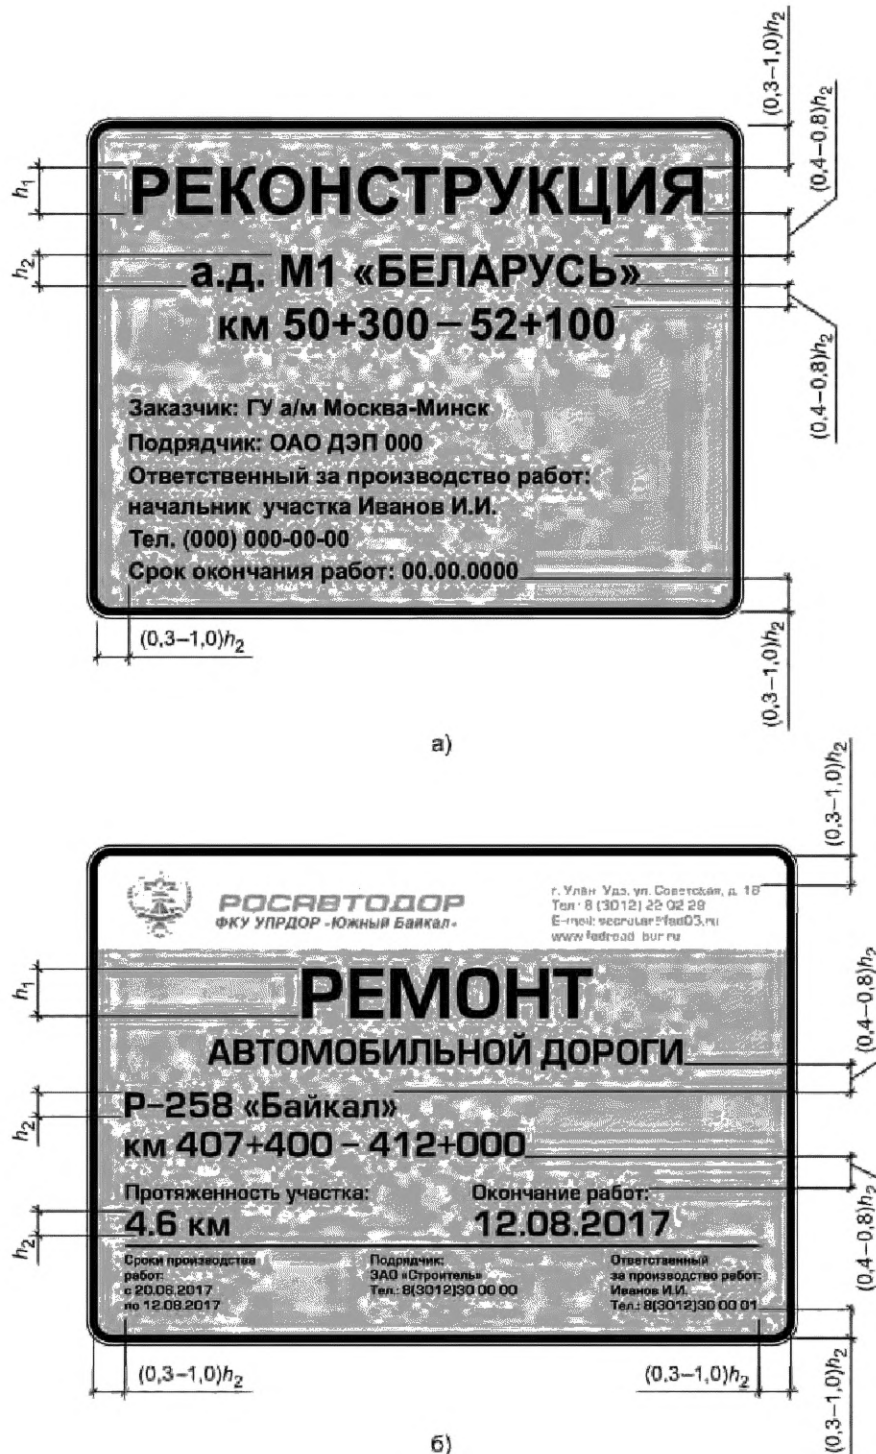 (0,3–1,0)h₂
(0,4–0,8)h₂
h₁
РЕКОНСТРУКЦИЯ
h₂
а.д. М1 «БЕЛАРУСЬ»
км 50+300 – 52+100
(0,4–0,8)h₂
Заказчик: ГУ а/м Москва-Минск
Подрядчик: ОАО ДЭП 000
Ответственный за производство работ:
начальник участка Иванов И.И.
Тел. (000) 000-00-00
Срок окончания работ: 00.00.0000
(0,3–1,0)h₂
(0,3–1,0)h₂
а)
(0,3–1,0)h₂
РОСАВТОДОР
ФКУ УПРДОР «Южный Байкал»
г. Улан-Удэ, ул. Советская, д. 18
Тел.: 8 (3012) 22 02 29
E-mail: secretar@fad03.ru
www
h₁
РЕМОНТ
(0,4–0,8)h₂
АВТОМОБИЛЬНОЙ ДОРОГИ
h₂
Р–258 «Байкал»
км 407+400 – 412+000
(0,4–0,8)h₂
Протяженность участка:
Окончание работ:
h₂
4.6 км
12.08.2017
Сроки производства
работ:
с 20.06.2017
по 12.08.2017
Подрядчик:
ЗАО «Строитель»
Тел.: 8(3012)30 00 00
Ответственный
за производство работ:
Иванов И.И.
Тел.: 8(3012)30 00 01
(0,3–1,0)h₂
(0,3–1,0)h₂
(0,3–1,0)h₂
б)